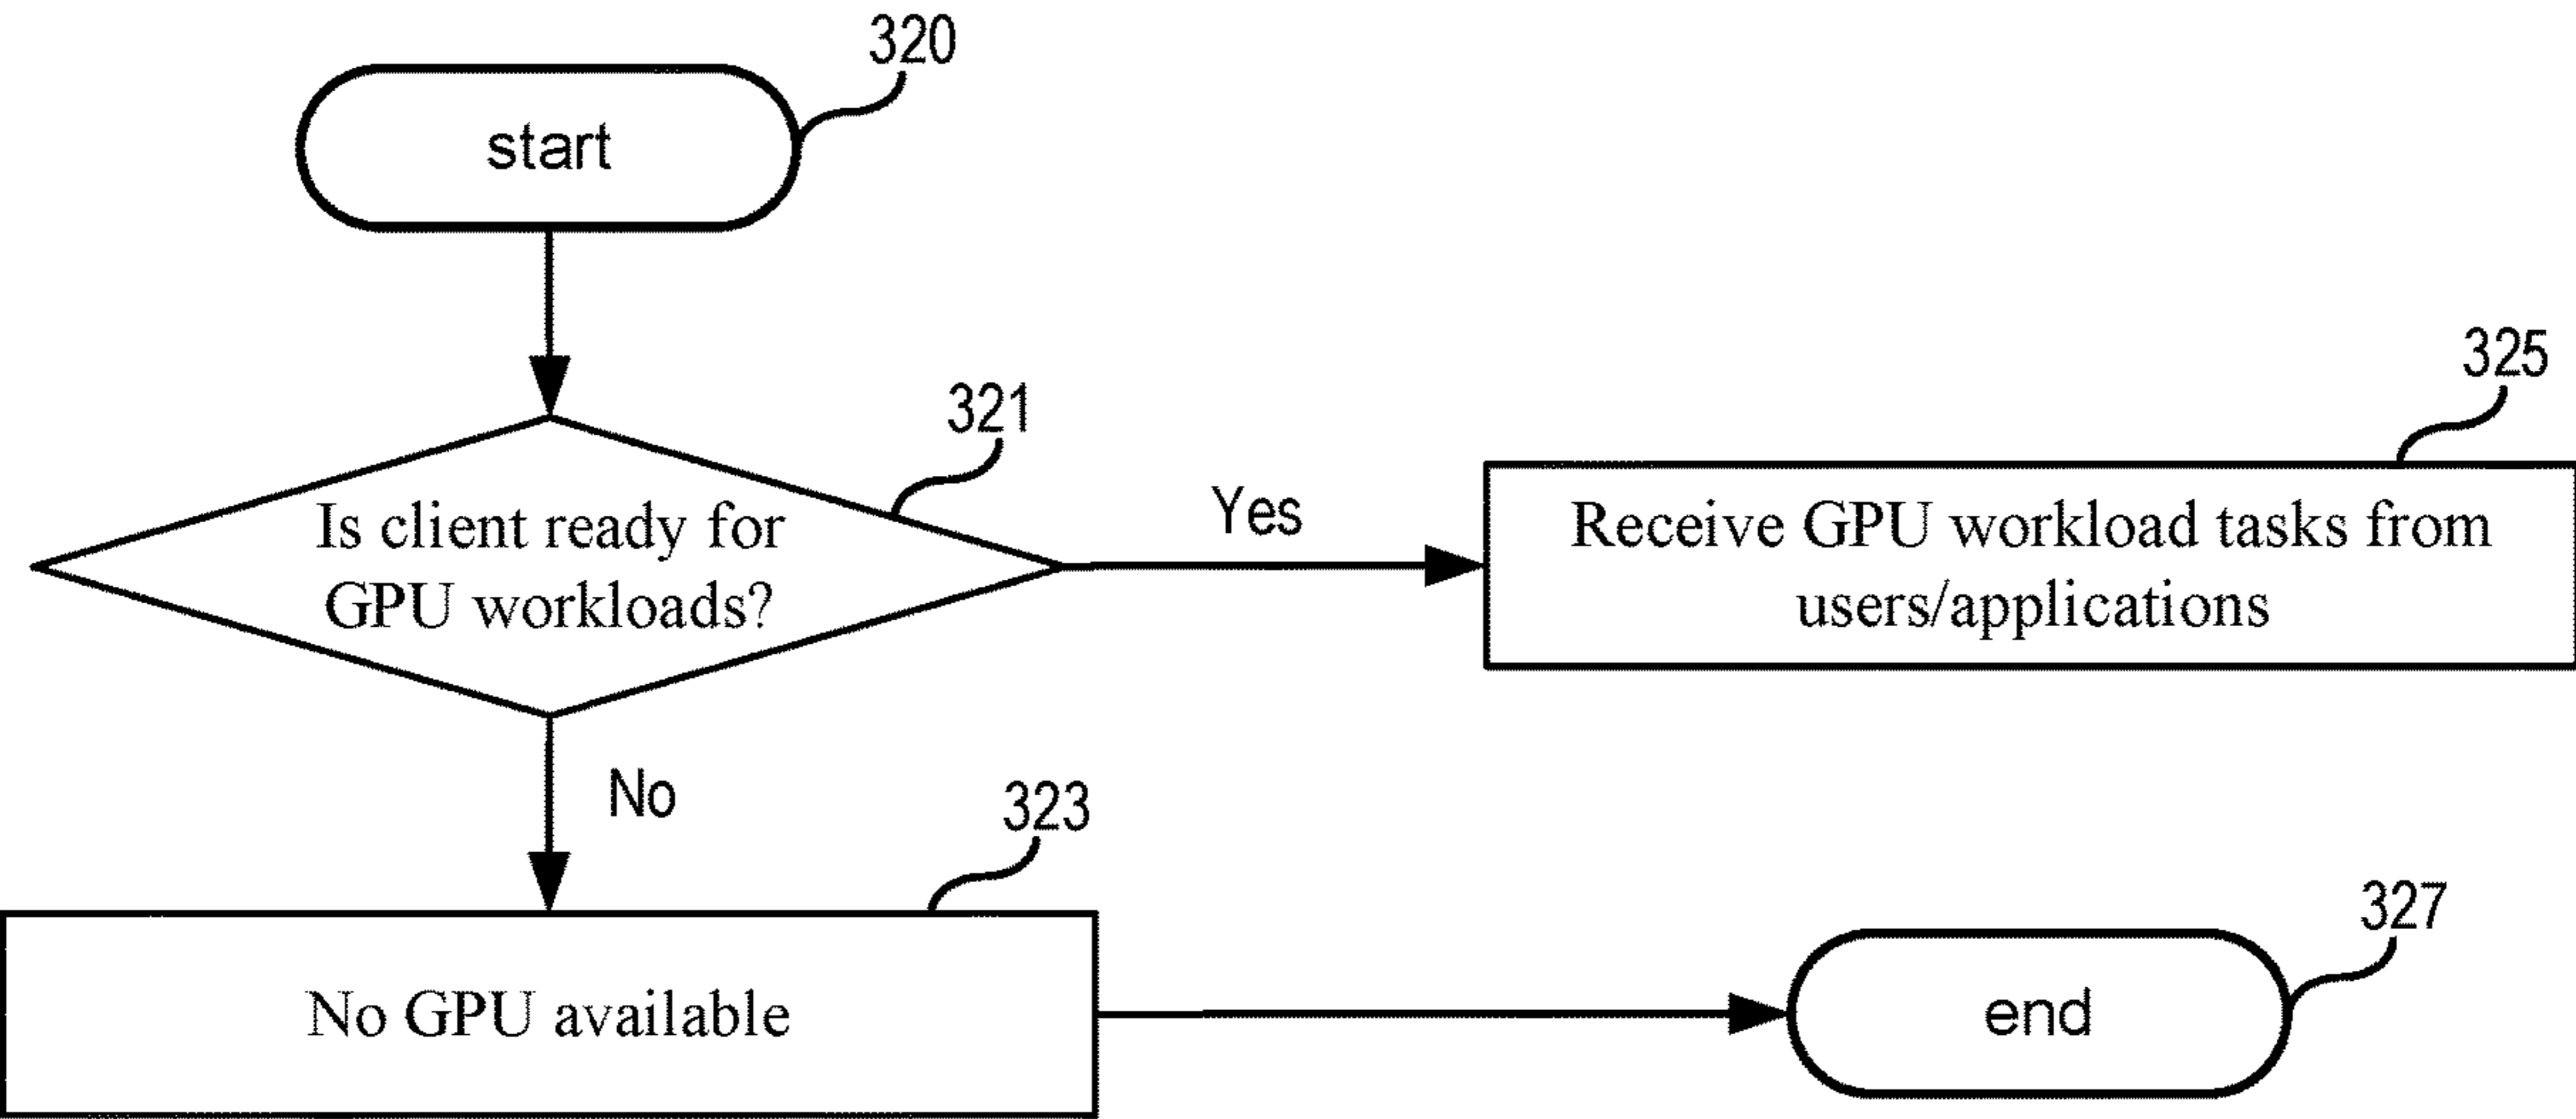 320
start
321
325
Is client ready for
GPU workloads?
Yes
Receive GPU workload tasks from
users/applications
No
323
No GPU available
327
end